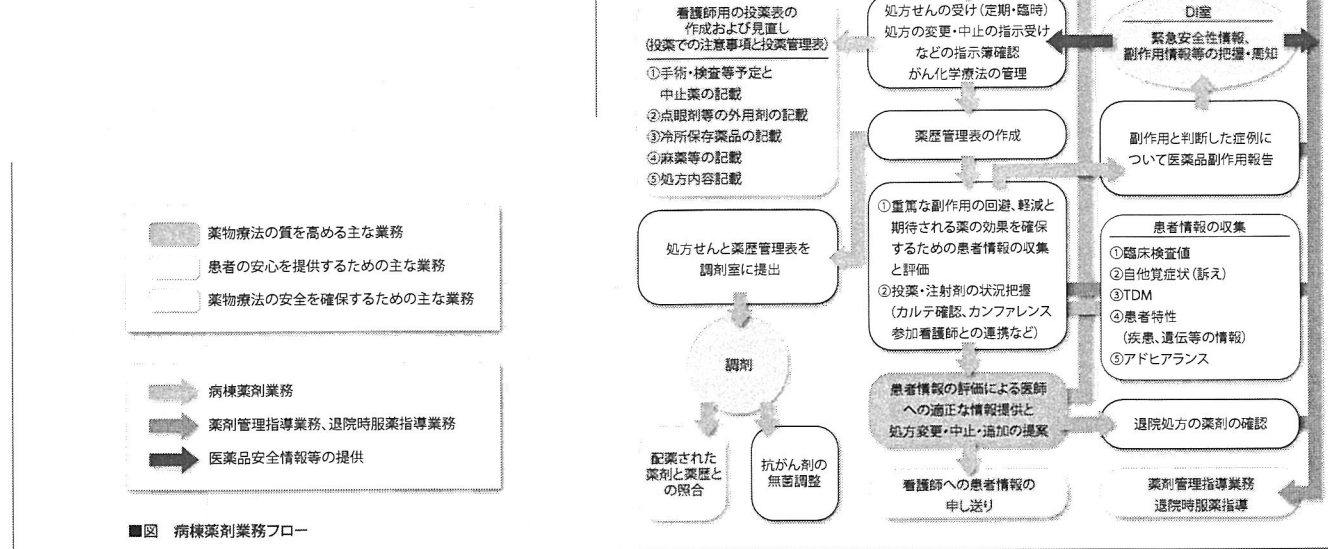 看護師用の投薬表の
作成および見直し
(投薬での注意事項と投薬管理表)
①手術・検査等予定と
中止薬の記載
②点眼剤等の外用剤の記載
③冷所保存薬品の記載
④麻薬等の記載
⑤処方内容記載
処方せんの受け(定期・臨時)
処方の変更・中止の指示受け
などの指示簿確認
がん化学療法の管理
DI室
緊急安全性情報、
副作用情報等の把握・周知
薬歴管理表の作成
副作用と判断した症例に
ついて医薬品副作用報告
処方せんと薬歴管理表を
調剤室に提出
①重篤な副作用の回避、軽減と
期待される薬の効果を確保
するための患者情報の収集
と評価
②投薬・注射剤の状況把握
(カルテ確認、カンファレンス
参加看護師との連携など)
患者情報の収集
①臨床検査値
②自他覚症状(訴え)
③TDM
④患者特性
(疾患、遺伝等の情報)
⑤アドヒアランス
調剤
患者情報の評価による医師
への適正な情報提供と
処方変更・中止・追加の提案
退院処方の薬剤の確認
配薬された
薬剤と薬歴と
の照合
抗がん剤の
無菌調整
看護師への患者情報の
申し送り
薬剤管理指導業務
退院時服薬指導
薬物療法の質を高める主な業務
患者の安心を提供するための主な業務
薬物療法の安全を確保するための主な業務
病棟薬剤業務
薬剤管理指導業務、退院時服薬指導業務
医薬品安全情報等の提供
■図 病棟薬剤業務フロー